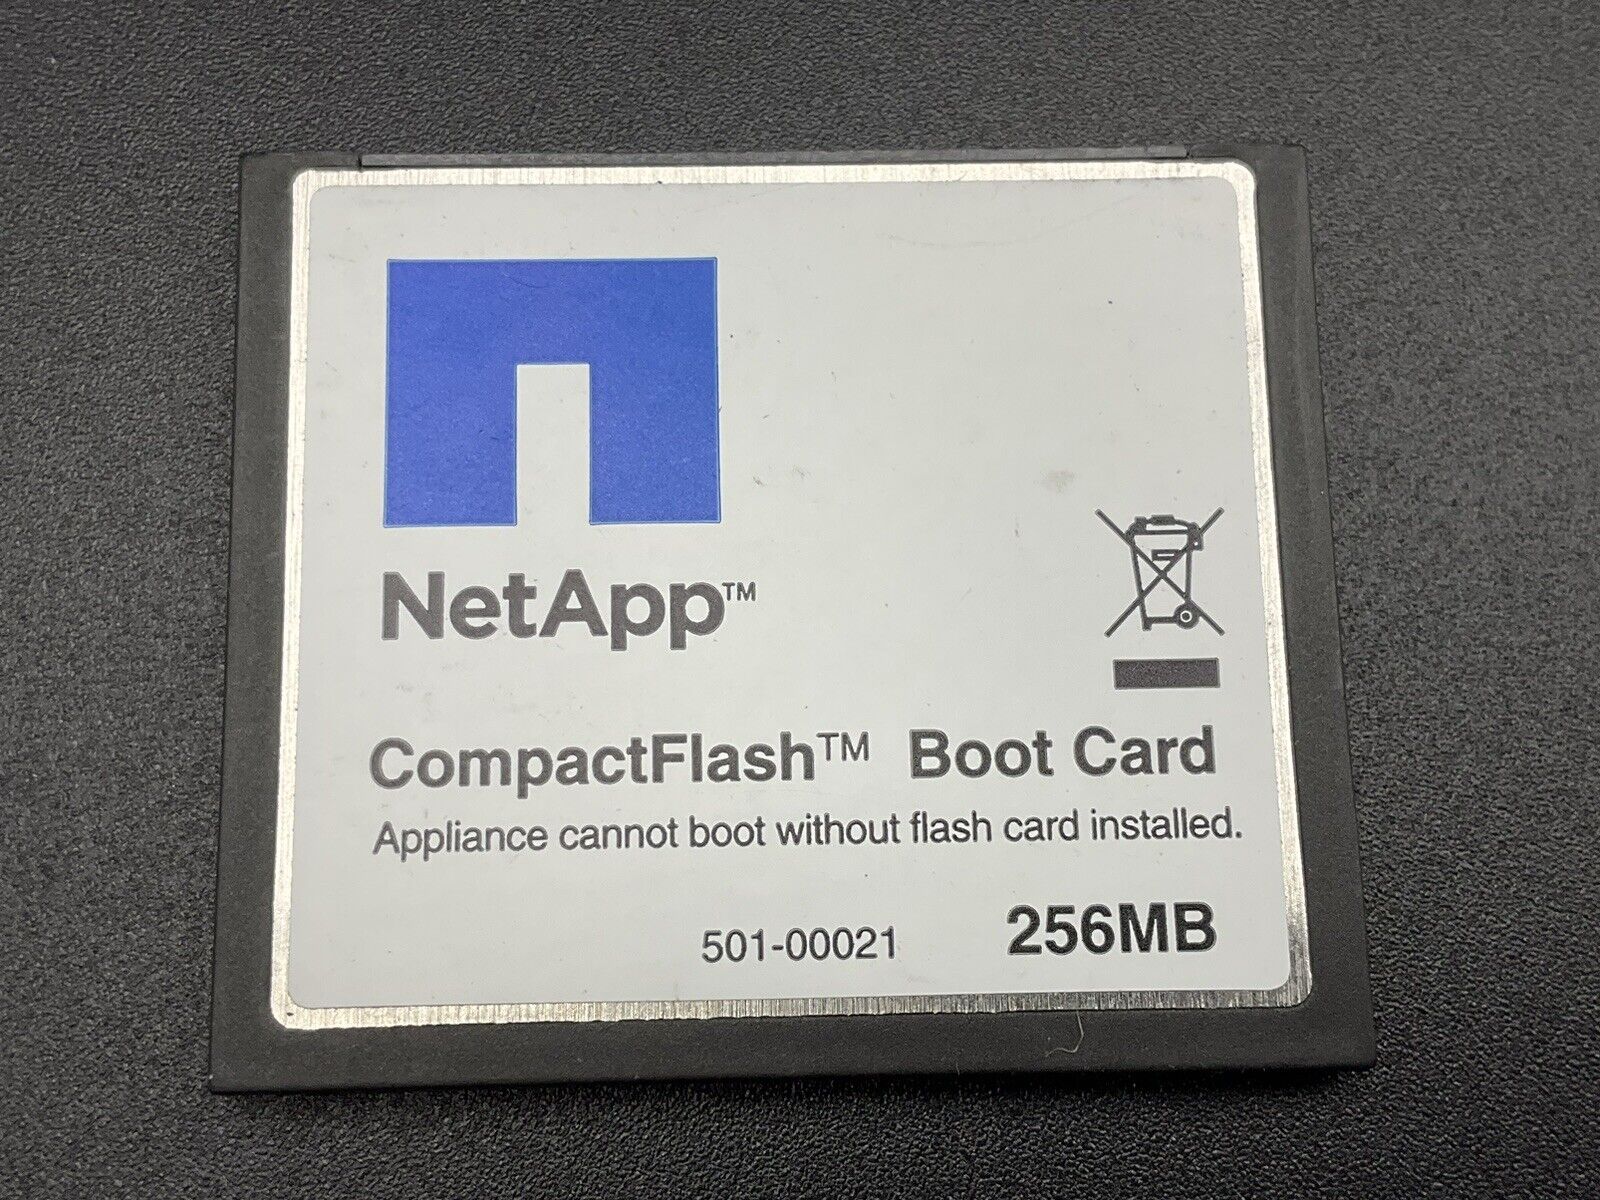 NetApp™
CompactFlash™ Boot Card
Appliance cannot boot without flash card installed.
501-00021 256MB